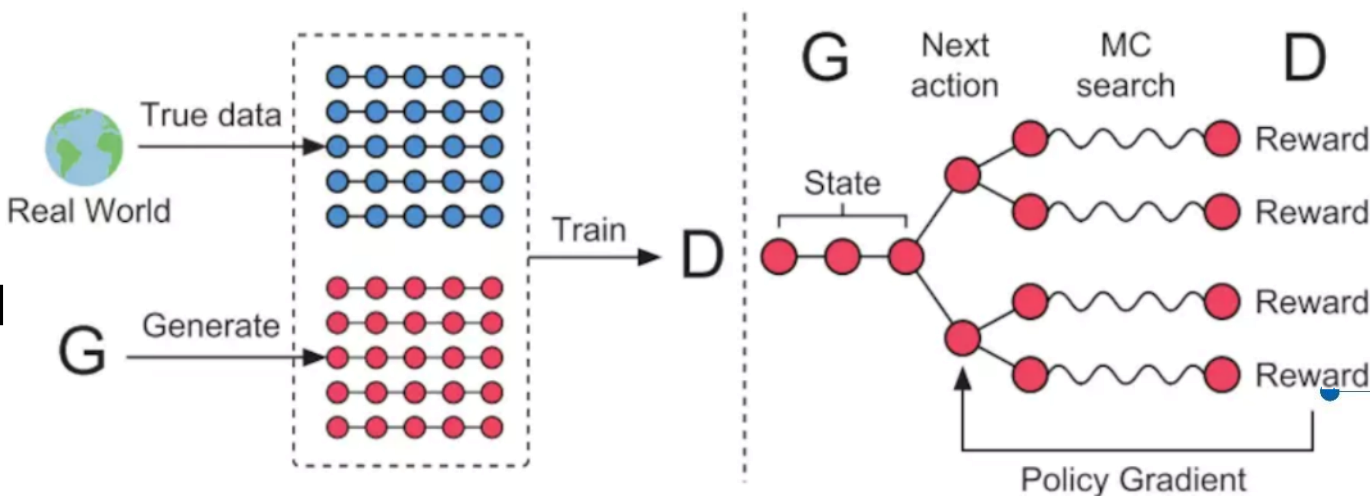 True data
Real World
G
Generate
Train
D
G
Next
action
MC
search
D
State
Reward
Reward
Reward
Reward
Policy Gradient